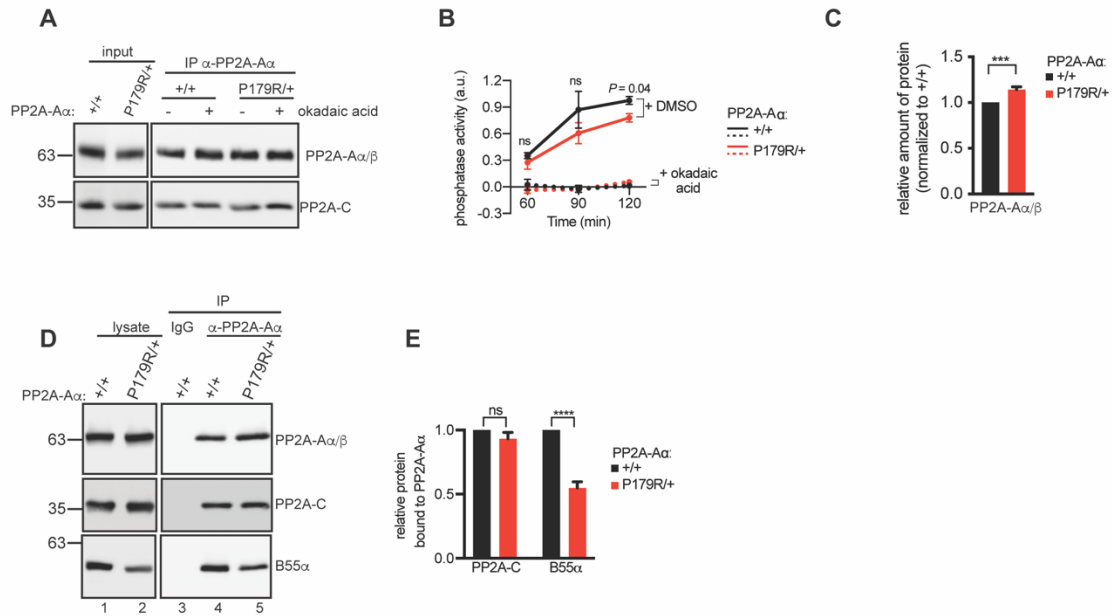 A
input
IP α-PP2A-Aα
+/+
P179R/+
+/+
P179R/+
PP2A-Aα:
-
+
-
+
okadaic acid
63
PP2A-Aα/β
35
PP2A-C
B
phosphatase activity (a.u.)
1.2
0.9
0.6
0.3
0.0
-0.3
60
90
120
Time (min)
ns
ns
P = 0.04
+ DMSO
+ okadaic
acid
PP2A-Aα:
+/+
P179R/+
C
relative amount of protein
(normalized to +/+)
1.5
1.0
0.5
0.0
***
PP2A-Aα/β
PP2A-Aα:
+/+
P179R/+
D
IP
lysate
IgG
α-PP2A-Aα
PP2A-Aα:
+/+
P179R/+
+/+
+/+
P179R/+
63
PP2A-Aα/β
35
PP2A-C
63
B55α
1
2
3
4
5
E
relative protein
bound to PP2A-Aα
1.0
0.5
0.0
ns
****
PP2A-C
B55α
PP2A-Aα:
+/+
P179R/+